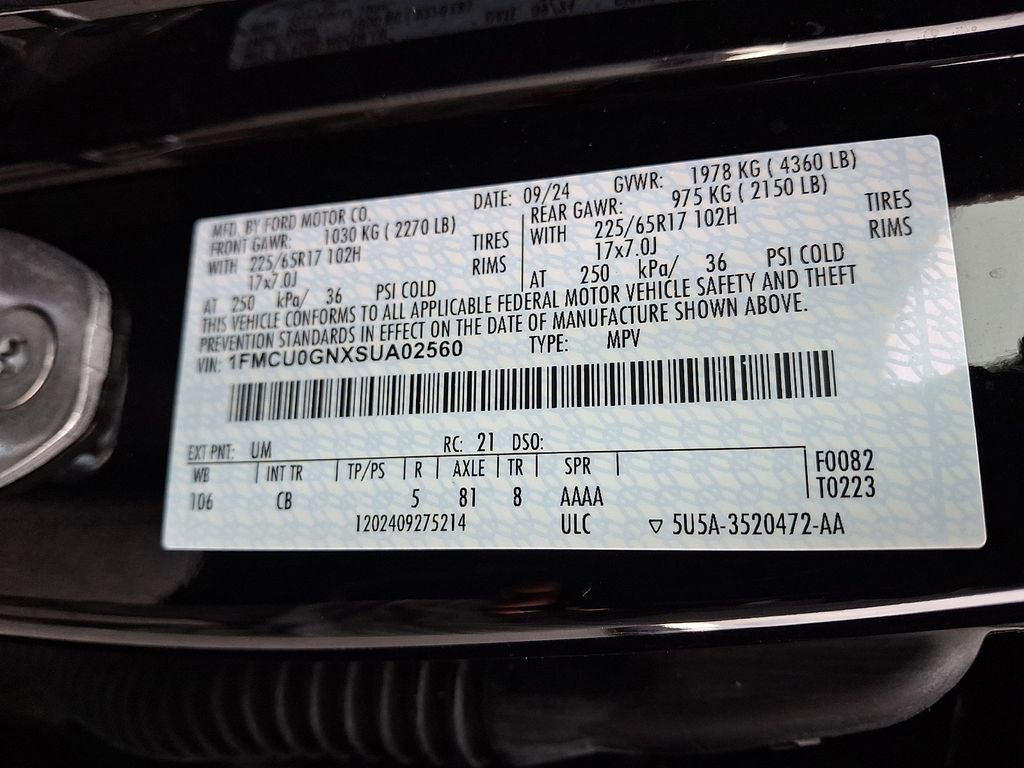 MFD. BY FORD MOTOR CO. DATE: 09/24 GVWR: 1978 KG ( 4360 LB)
FRONT GAWR: 1030 KG ( 2270 LB) REAR GAWR: 975 KG ( 2150 LB)
WITH 225/65R17 102H TIRES WITH 225/65R17 102H TIRES
17x7.0J RIMS 17x7.0J RIMS
AT 250 kPa/ 36 PSI COLD AT 250 kPa/ 36 PSI COLD
THIS VEHICLE CONFORMS TO ALL APPLICABLE FEDERAL MOTOR VEHICLE SAFETY AND THEFT
PREVENTION STANDARDS IN EFFECT ON THE DATE OF MANUFACTURE SHOWN ABOVE.
VIN: 1FMCU0GNXSUA02560 TYPE: MPV
EXT PNT: UM RC: 21 DSO:
WB INT TR TP/PS R AXLE TR SPR F0082
106 CB 5 81 8 AAAA T0223
1202409275214 ULC ▽ 5U5A-3520472-AA